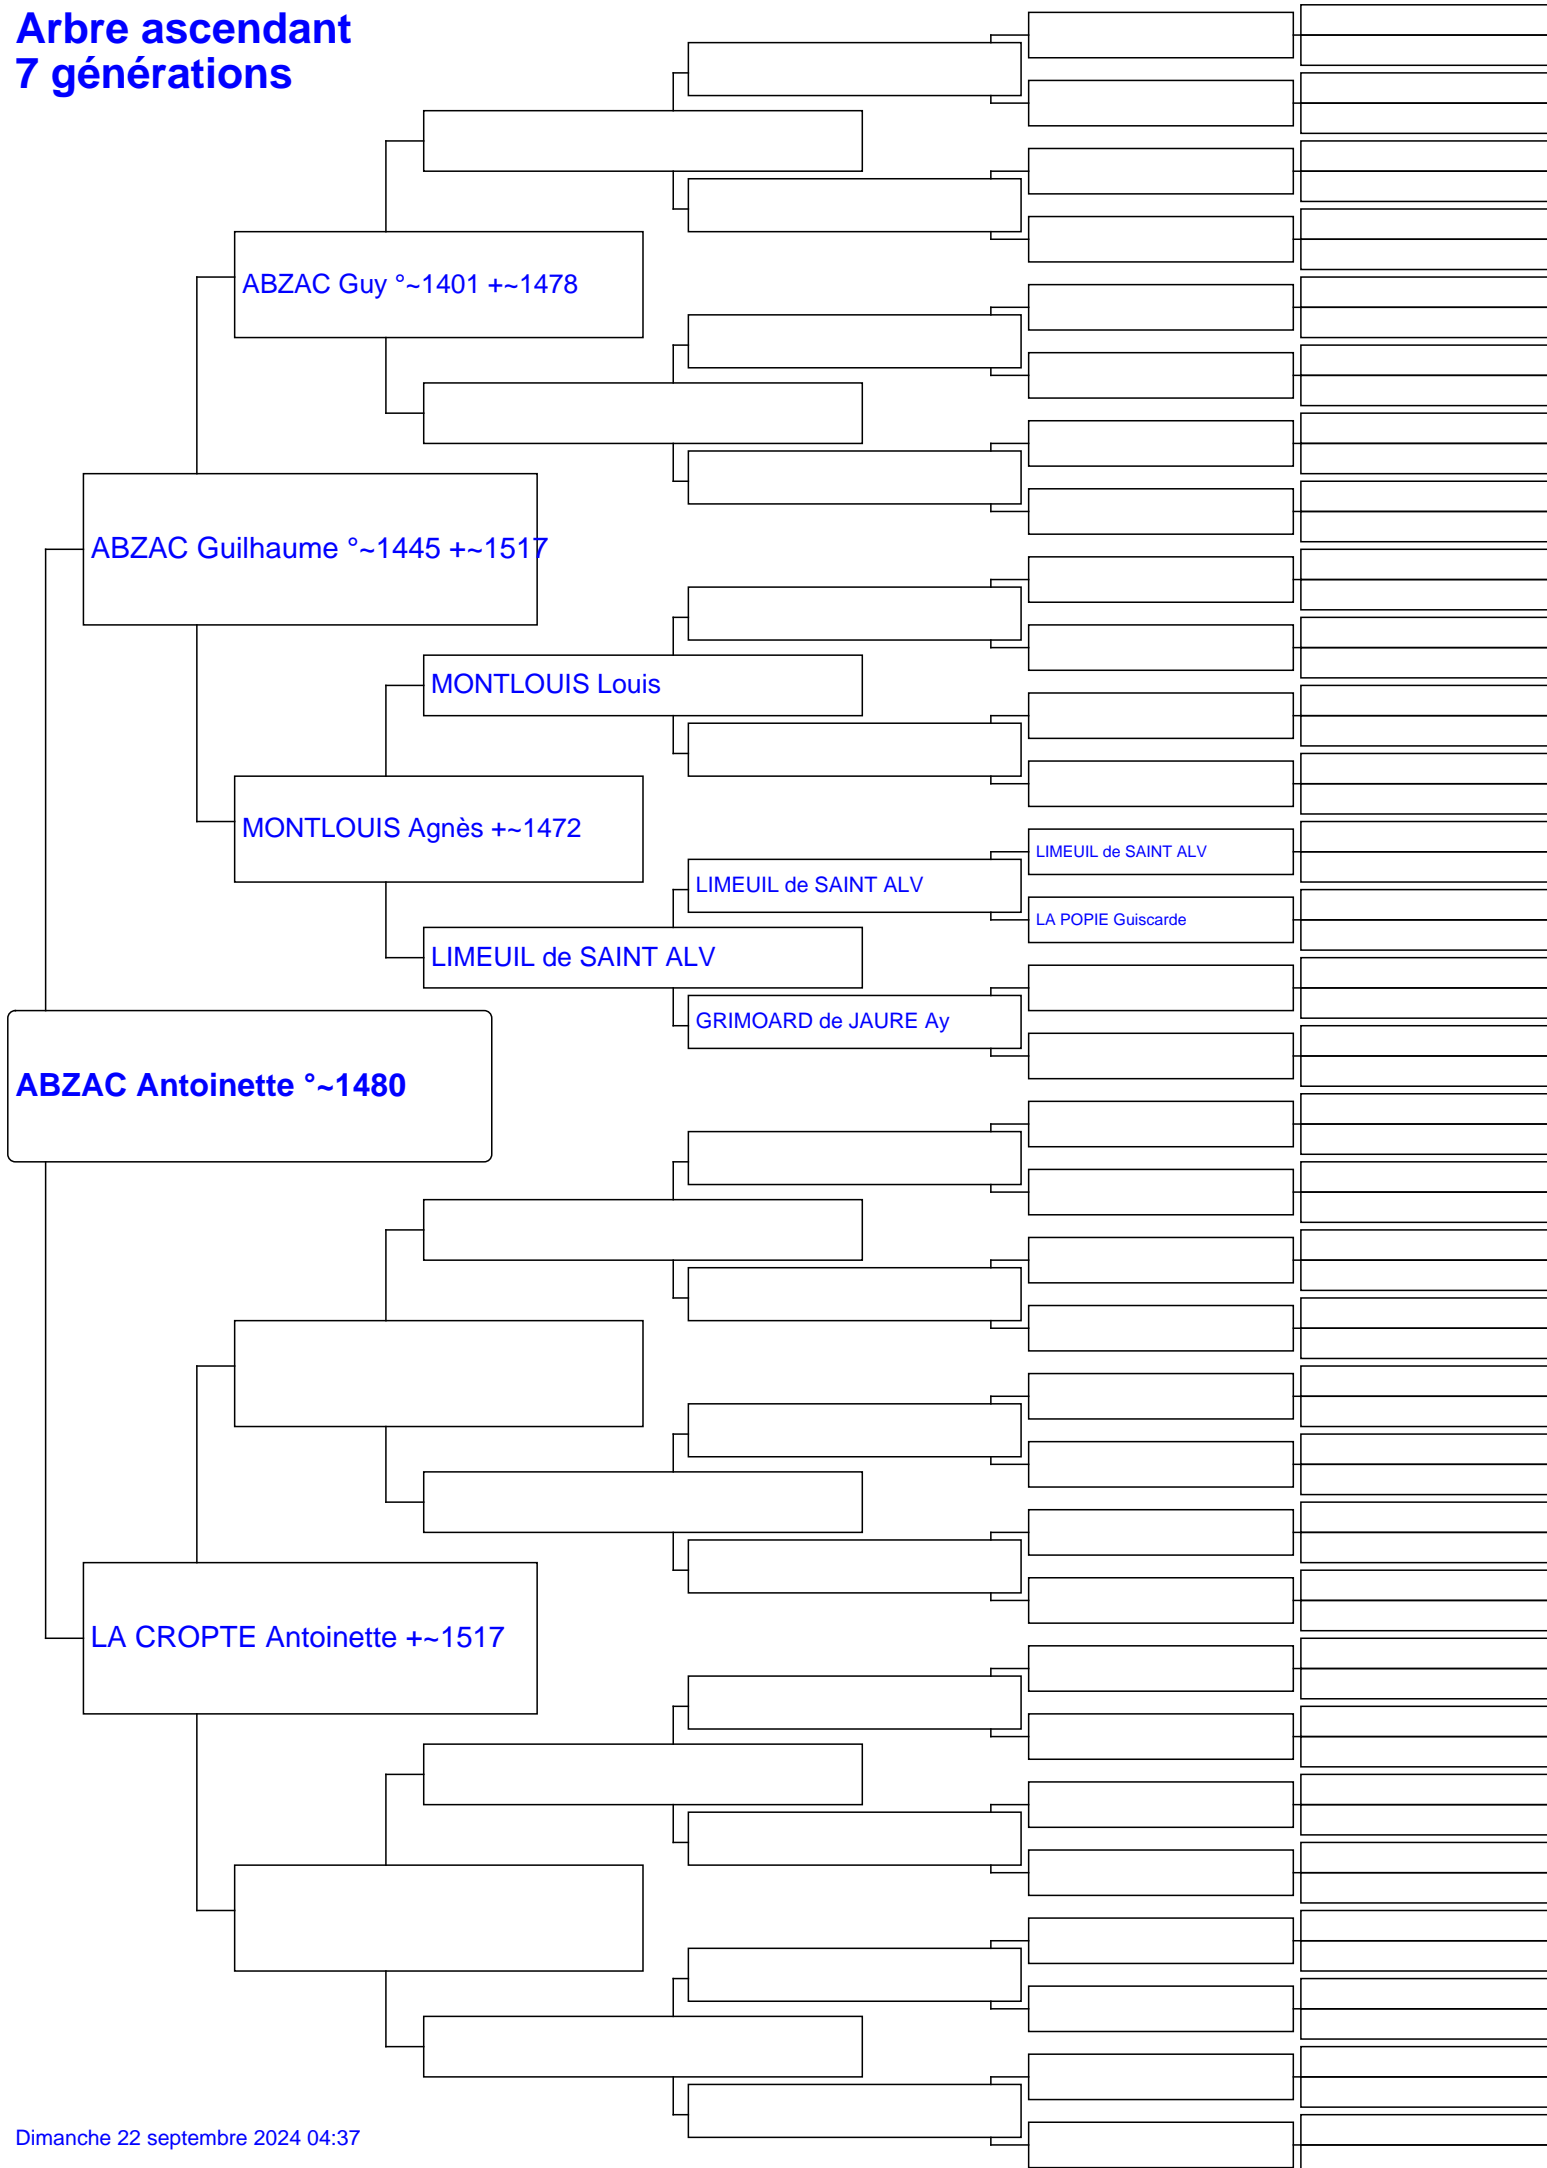 Arbre ascendant
7 générations
ABZAC Guy °~1401 +~1478
ABZAC Guilhaume °~1445 +~1517
MONTLOUIS Louis
MONTLOUIS Agnès +~1472
LIMEUIL de SAINT ALV
LIMEUIL de SAINT ALV
LA POPIE Guiscarde
LIMEUIL de SAINT ALV
GRIMOARD de JAURE Ay
ABZAC Antoinette °~1480
LA CROPTE Antoinette +~1517
Dimanche 22 septembre 2024 04:37